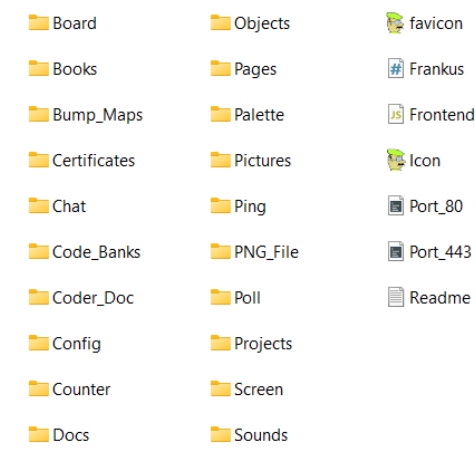 Board
Books
Bump_Maps
Certificates
Chat
Code_Banks
Coder_Doc
Config
Counter
Docs
Objects
Pages
Palette
Pictures
Ping
PNG_File
Poll
Projects
Screen
Sounds
favicon
Frankus
Frontend
Icon
Port_80
Port_443
Readme